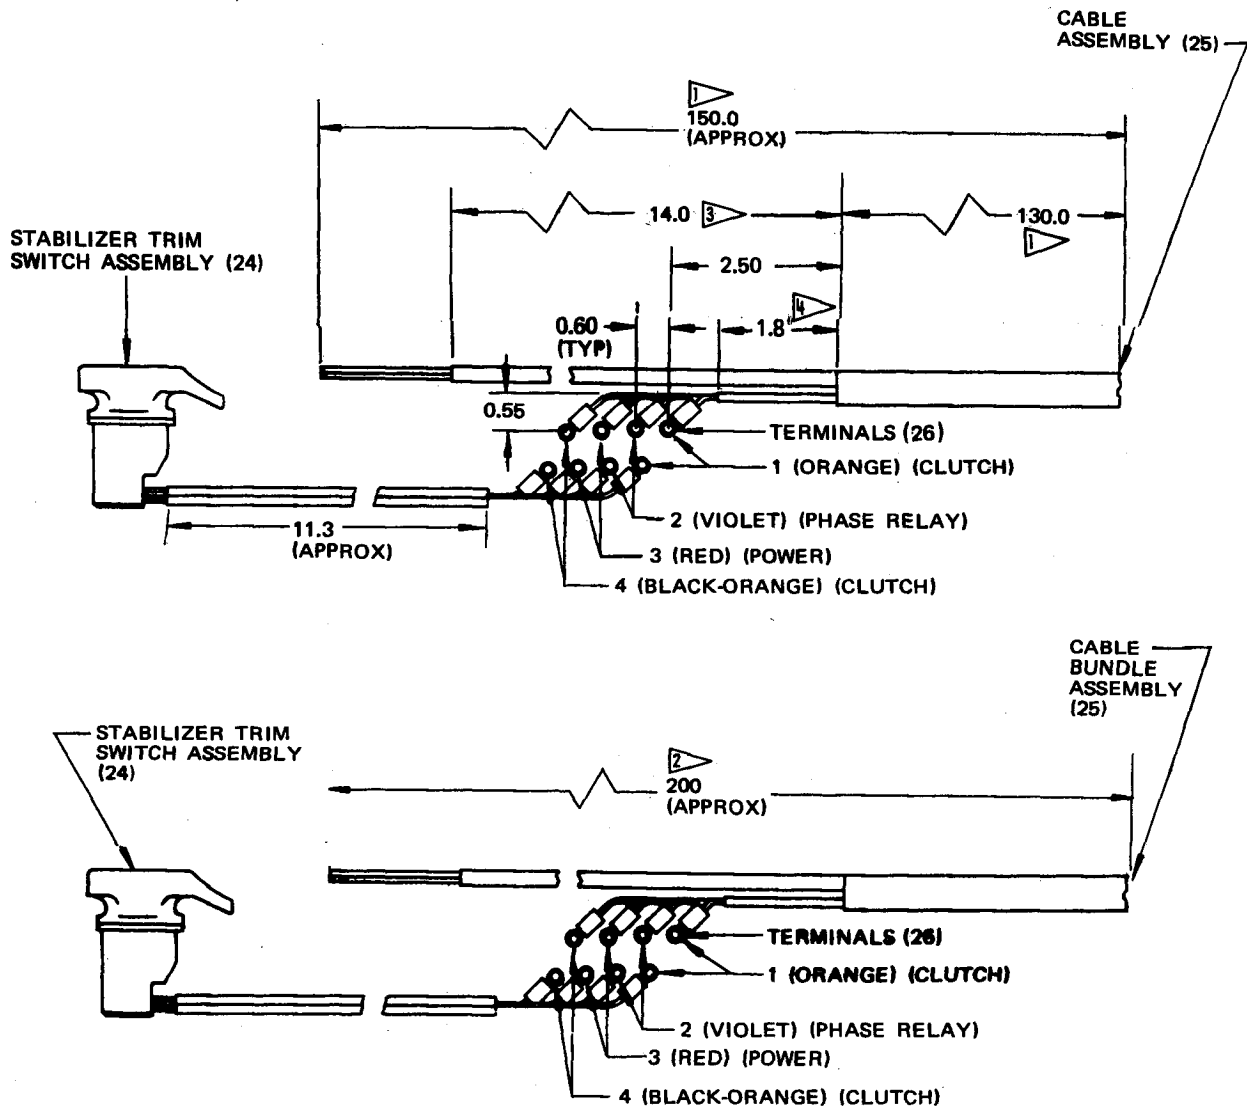 CABLE
ASSEMBLY (25)
1
150.0
(APPROX)
14.0 3
130.0
1
STABILIZER TRIM
SWITCH ASSEMBLY (24)
2.50
4
0.60
(TYP)
1.8
0.55
TERMINALS (26)
1 (ORANGE) (CLUTCH)
2 (VIOLET) (PHASE RELAY)
11.3
(APPROX)
3 (RED) (POWER)
4 (BLACK-ORANGE) (CLUTCH)
CABLE
BUNDLE
ASSEMBLY
(25)
STABILIZER TRIM
SWITCH ASSEMBLY
(24)
2
200
(APPROX)
TERMINALS (26)
1 (ORANGE) (CLUTCH)
2 (VIOLET) (PHASE RELAY)
3 (RED) (POWER)
4 (BLACK-ORANGE) (CLUTCH)